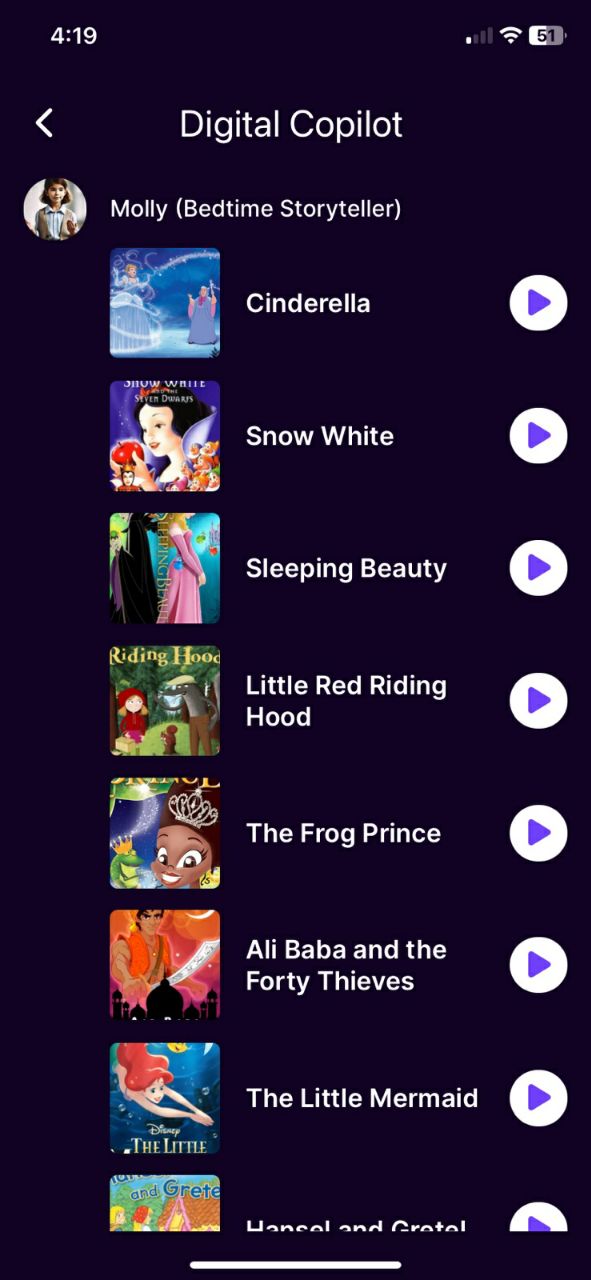 4:19
51
Digital Copilot
Molly (Bedtime Storyteller)
Cinderella
SNOW WHITE
AND THE
SEVEN DWARFS
Snow White
SLEEPING BEAUT
Sleeping Beauty
Riding Hood
Little Red Riding
Hood
The Frog Prince
Ali Baba and the
Forty Thieves
The Little Mermaid
Disney
THE LITTLE
and Grete
Hansel and Gretel